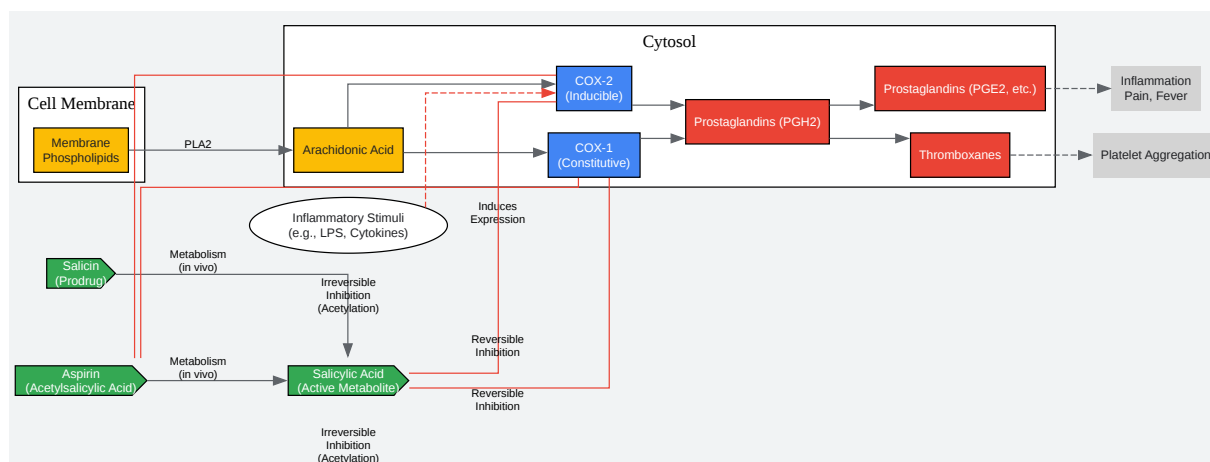 Cytosol
Cell Membrane
COX-2
(Inducible)
Prostaglandins (PGE2, etc.)
Inflammation
Pain, Fever
Membrane
Phospholipids
PLA2
Arachidonic Acid
Prostaglandins (PGH2)
COX-1
(Constitutive)
Thromboxanes
Platelet Aggregation
Inflammatory Stimuli
(e.g., LPS, Cytokines)
Induces
Expression
Salicin
(Prodrug)
Metabolism
(in vivo)
Irreversible
Inhibition
(Acetylation)
Reversible
Inhibition
Aspirin
(Acetylsalicylic Acid)
Metabolism
(in vivo)
Salicylic Acid
(Active Metabolite)
Reversible
Inhibition
Irreversible
Inhibition
(Acetylation)